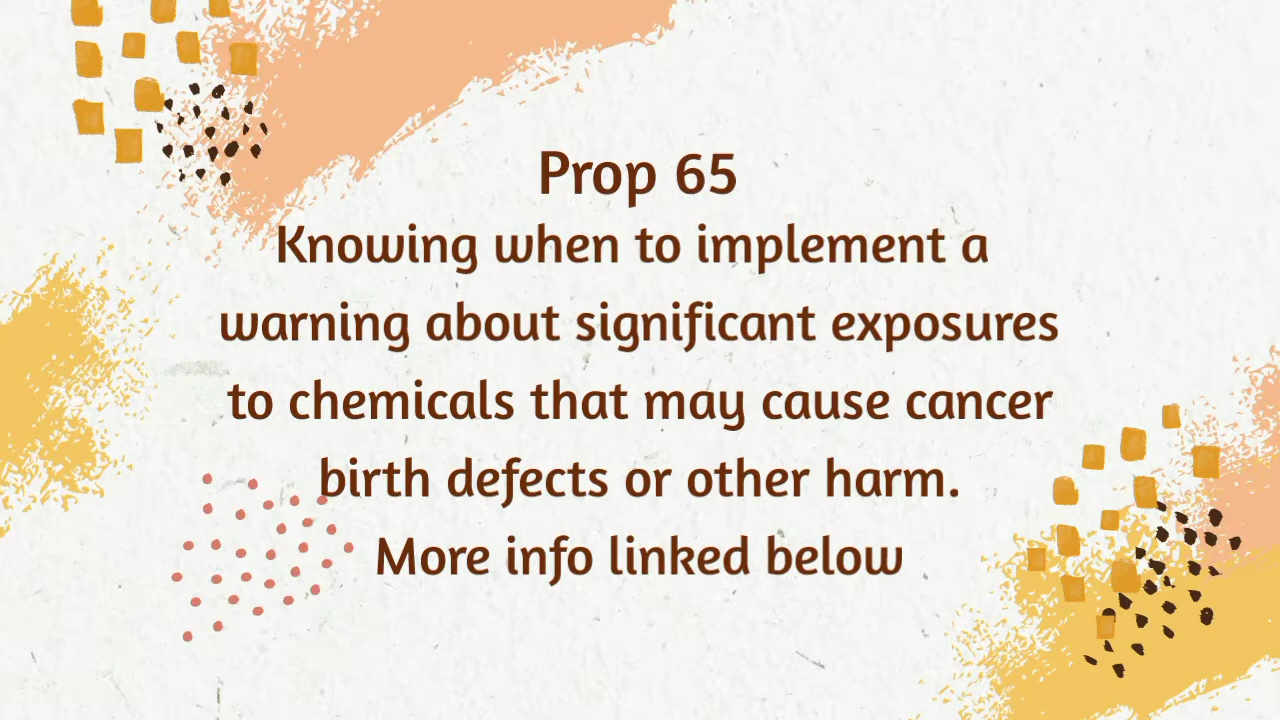 Prop 65
Knowing when to implement a
warning about significant exposures
to chemicals that may cause cancer
birth defects or other harm.
More info linked below